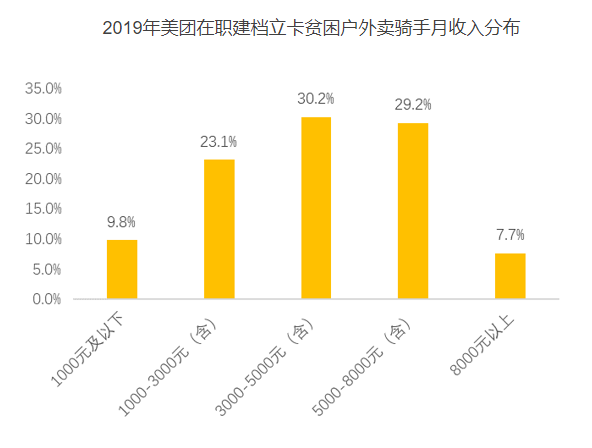 2019年美团在职建档立卡贫困户外卖骑手月收入分布
35.0%
30.0%
25.0%
20.0%
15.0%
10.0%
5.0%
0.0%
9.8%
23.1%
30.2%
29.2%
7.7%
1000元及以下
1000-3000元（含）
3000-5000元（含）
5000-8000元（含）
8000元以上